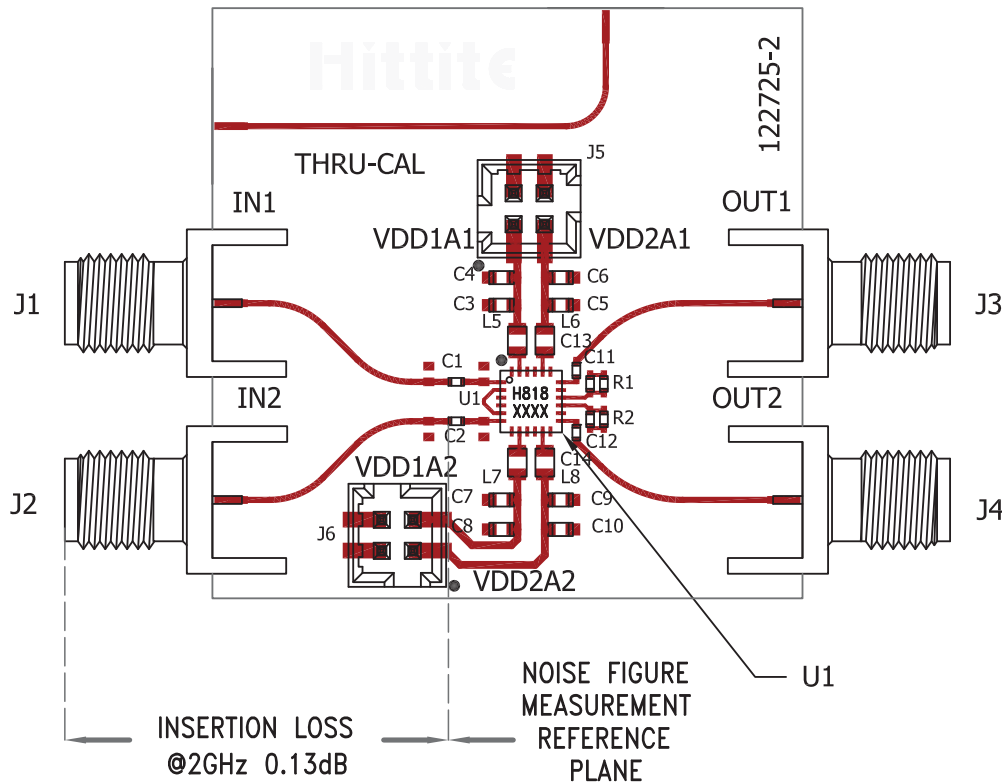 Hittite
122725-2
THRU-CAL
J5
IN1
OUT1
VDD1A1
VDD2A1
C4
C6
C3
C5
J1
J3
L5
L6
C13
C1
C11
U1
H818
XXXX
R1
IN2
OUT2
R2
C2
C12
VDD1A2
C14
L7
L8
J2
J4
C7
C9
J6
C8
C10
VDD2A2
U1
NOISE FIGURE
MEASUREMENT
REFERENCE
PLANE
INSERTION LOSS
@2GHz 0.13dB